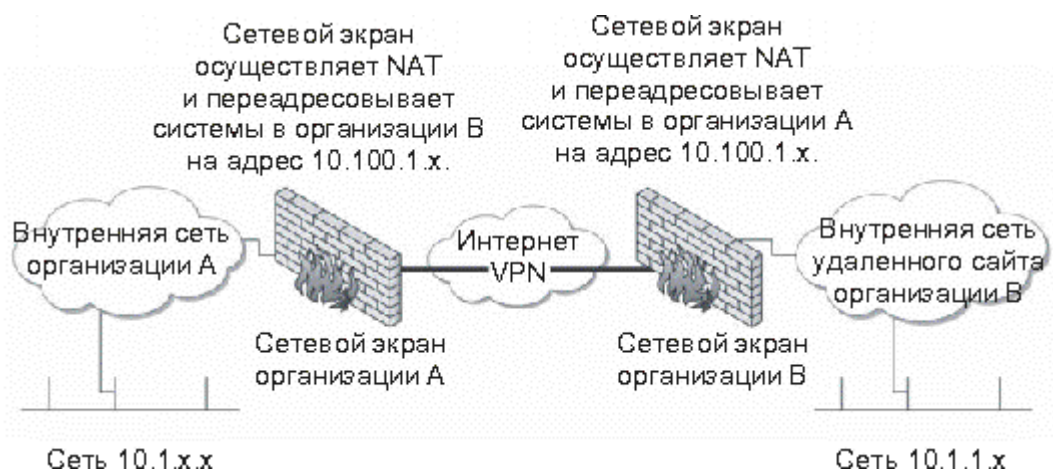 Сетевой экран
осуществляет NAT
и переадресовывает
системы в организации B
на адрес 10.100.1.x.
Сетевой экран
осуществляет NAT
и переадресовывает
системы в организации A
на адрес 10.100.1.x.
Внутренняя сеть
организации A
Интернет
VPN
Внутренняя сеть
удаленного сайта
организации B
Сетевой экран
организации A
Сетевой экран
организации B
Сеть 10.1.x.x
Сеть 10.1.1.x